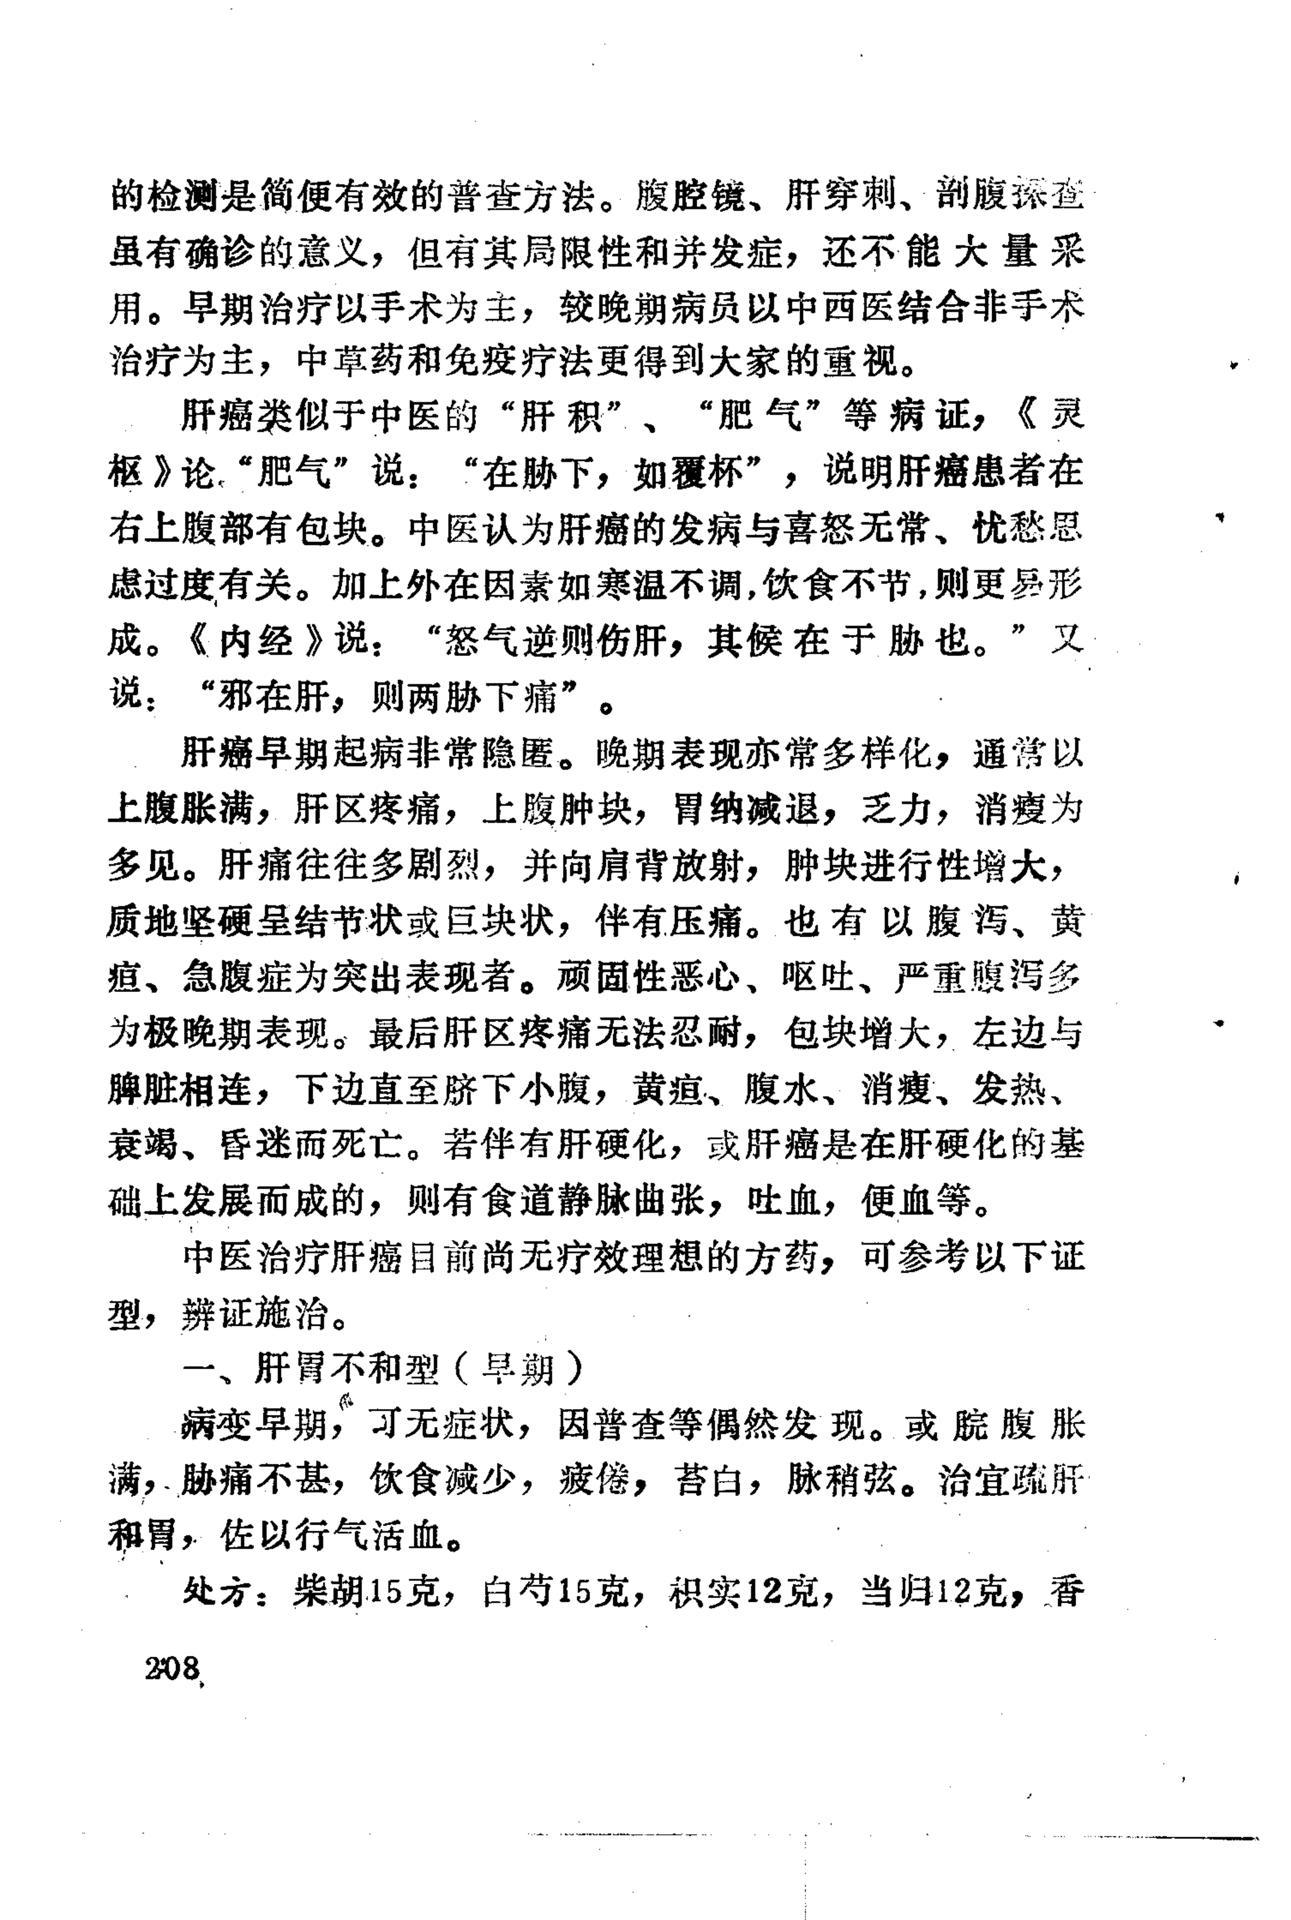 的检测是简便有效的普查方法。腹腔镜、肝穿刺、剖腹探查
虽有确诊的意义，但有其局限性和并发症，还不能大量采
用。早期治疗以手术为主，较晚期病员以中西医结合非手术
治疗为主，中草药和免疫疗法更得到大家的重视。
肝癌类似于中医的“肝积”、“肥气”等病证，《灵
枢》论“肥气”说：“在胁下，如覆杯”，说明肝癌患者在
右上腹部有包块。中医认为肝癌的发病与喜怒无常、忧愁思
虑过度有关。加上外在因素如寒温不调，饮食不节，则更易形
成。《内经》说：“怒气逆则伤肝，其候在于胁也。”又
说：“邪在肝，则两胁下痛”。
肝癌早期起病非常隐匿。晚期表现亦常多样化，通常以
上腹胀满，肝区疼痛，上腹肿块，胃纳减退，乏力，消瘦为
多见。肝痛往往多剧烈，并向肩背放射，肿块进行性增大，
质地坚硬呈结节状或巨块状，伴有压痛。也有以腹泻、黄
疸、急腹症为突出表现者。顽固性恶心、呕吐、严重腹泻多
为极晚期表现。最后肝区疼痛无法忍耐，包块增大，左边与
脾脏相连，下边直至脐下小腹，黄疸、腹水、消瘦、发热、
衰竭、昏迷而死亡。若伴有肝硬化，或肝癌是在肝硬化的基
础上发展而成的，则有食道静脉曲张，吐血，便血等。
中医治疗肝癌目前尚无疗效理想的方药，可参考以下证
型，辨证施治。
一、肝胃不和型（早期）
病变早期，可无症状，因普查等偶然发现。或脘腹胀
满，胁痛不甚，饮食减少，疲倦，苔白，脉稍弦。治宜疏肝
和胃，佐以行气活血。
处方：柴胡15克，白芍15克，枳实12克，当归12克，香
208